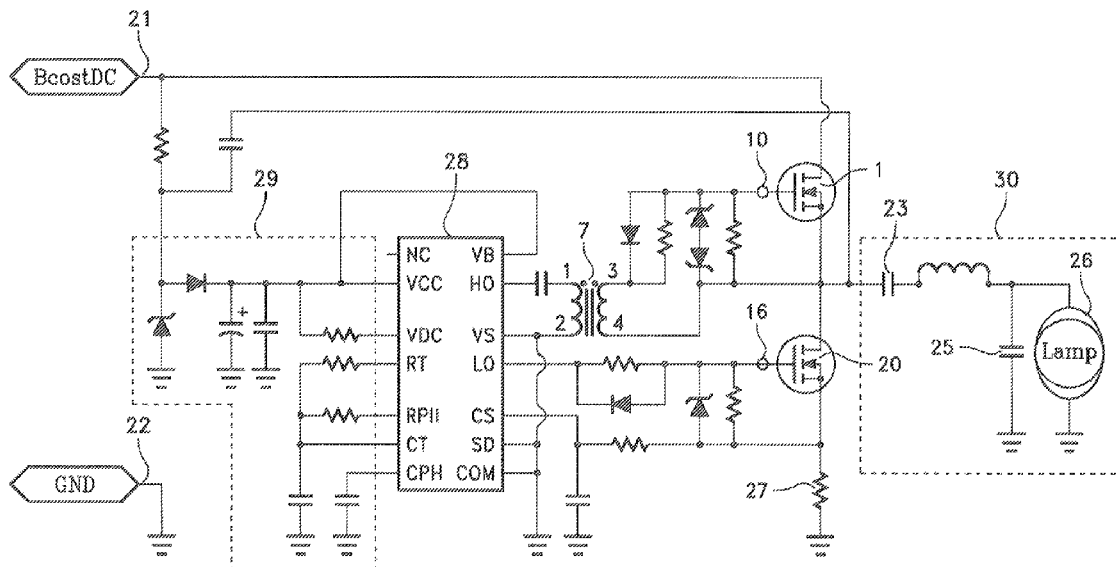 21
BcostDC
10
1
28
29
30
23
7
26
NC VB
VCC HO 1 3
VDC VS 2 4
RT LO
RPH CS
CT SD
CPH COM
16
20
25
Lamp
22
GND
27